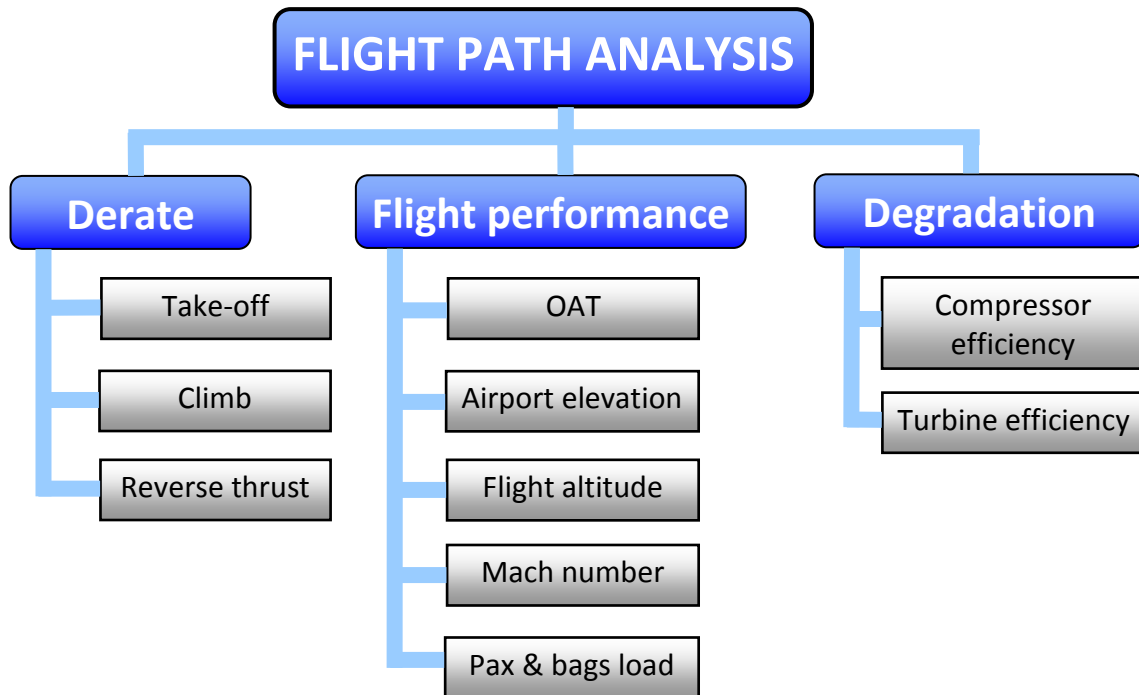 FLIGHT PATH ANALYSIS
Derate
Take-off
Climb
Reverse thrust
Flight performance
OAT
Airport elevation
Flight altitude
Mach number
Pax & bags load
Degradation
Compressor
efficiency
Turbine efficiency